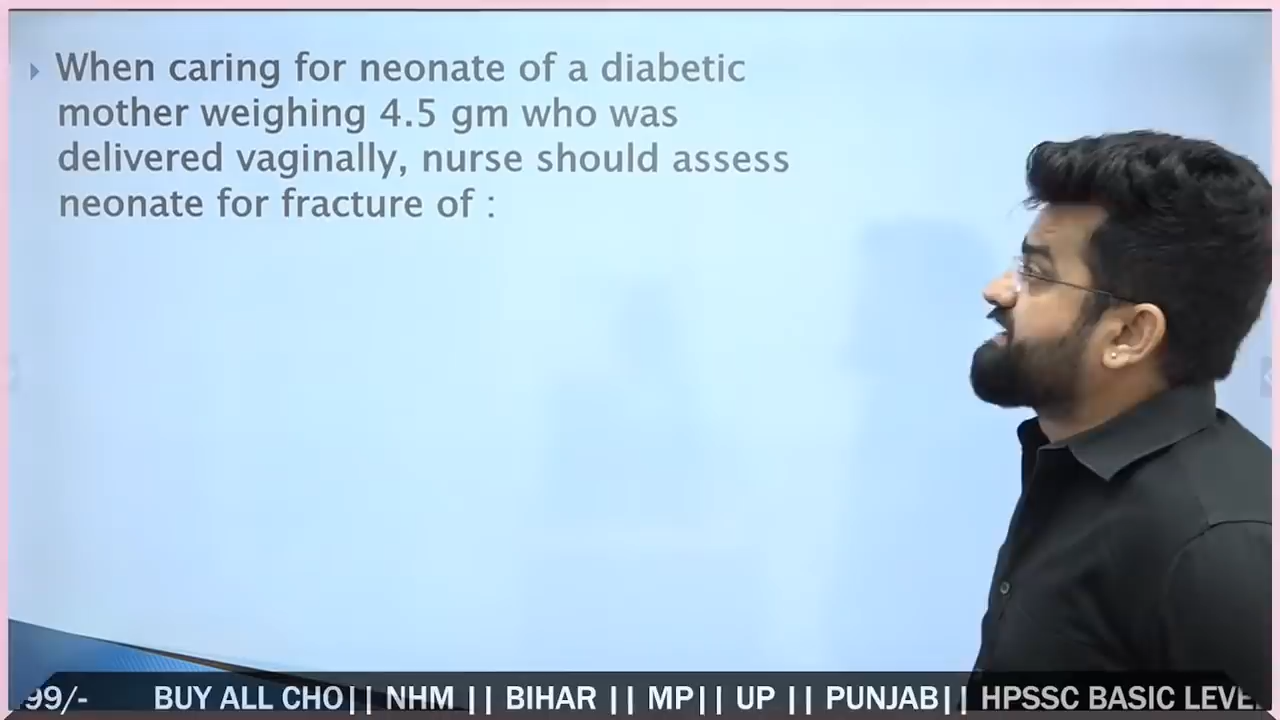 When caring for neonate of a diabetic
mother weighing 4.5 gm who was
delivered vaginally, nurse should assess
neonate for fracture of :
99/- BUY ALL CHO|| NHM || BIHAR || MP|| UP || PUNJAB|| HPSSC BASIC LEVE